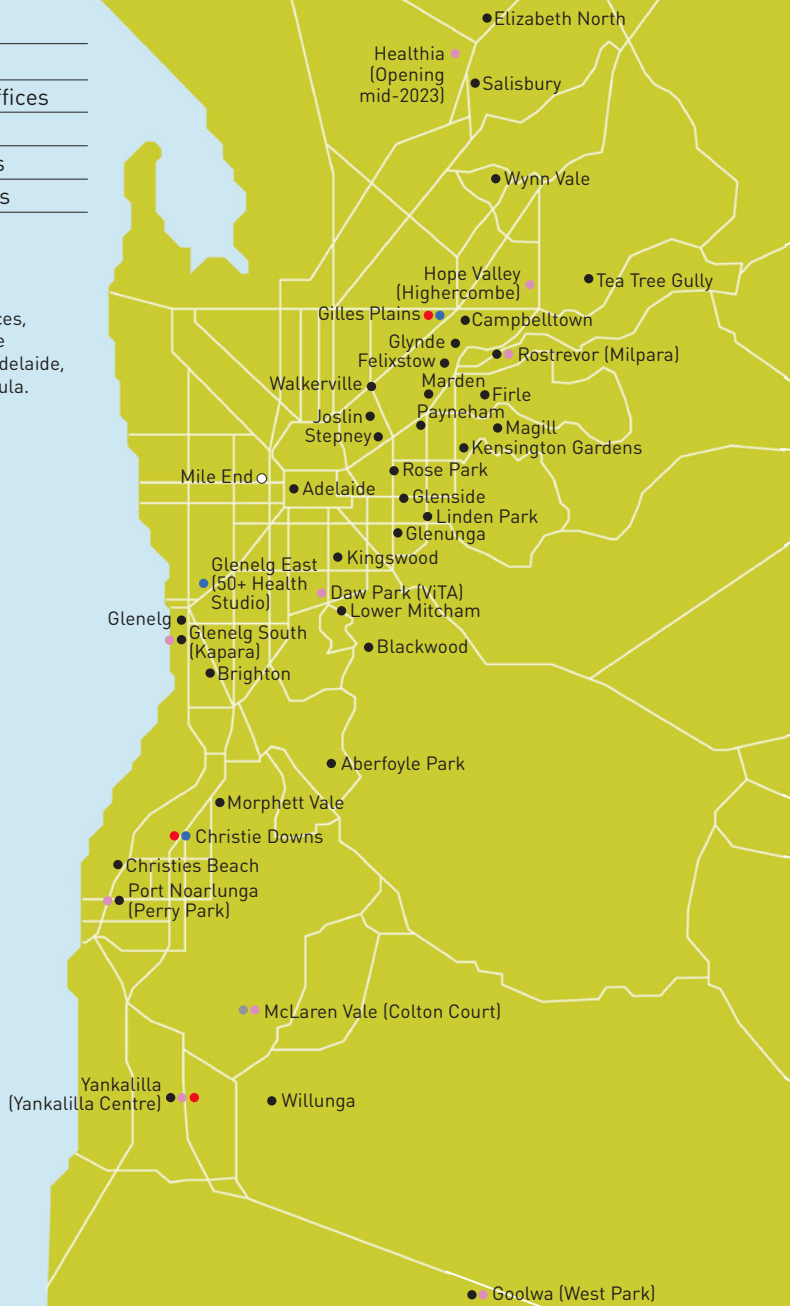 Elizabeth North
Healthia
(Opening
mid-2023)
Salisbury
ffices
s
s
Wynn Vale
Hope Valley
(Highercombe)
Tea Tree Gully
Gilles Plains
Campbelltown
ces,
e
delaide,
ula.
Glynde
Rostrevor (Milpara)
Felixstow
Walkerville
Marden
Firle
Joslin
Payneham
Stepney
Magill
Kensington Gardens
Rose Park
Mile End
Adelaide
Glenside
Linden Park
Glenunga
Kingswood
Glenelg East
(50+ Health
Studio)
Daw Park (ViTA)
Lower Mitcham
Glenelg
Glenelg South
(Kapara)
Blackwood
Brighton
Aberfoyle Park
Morphett Vale
Christie Downs
Christies Beach
Port Noarlunga
(Perry Park)
McLaren Vale (Colton Court)
Yankalilla
(Yankalilla Centre)
Willunga
Goolwa (West Park)